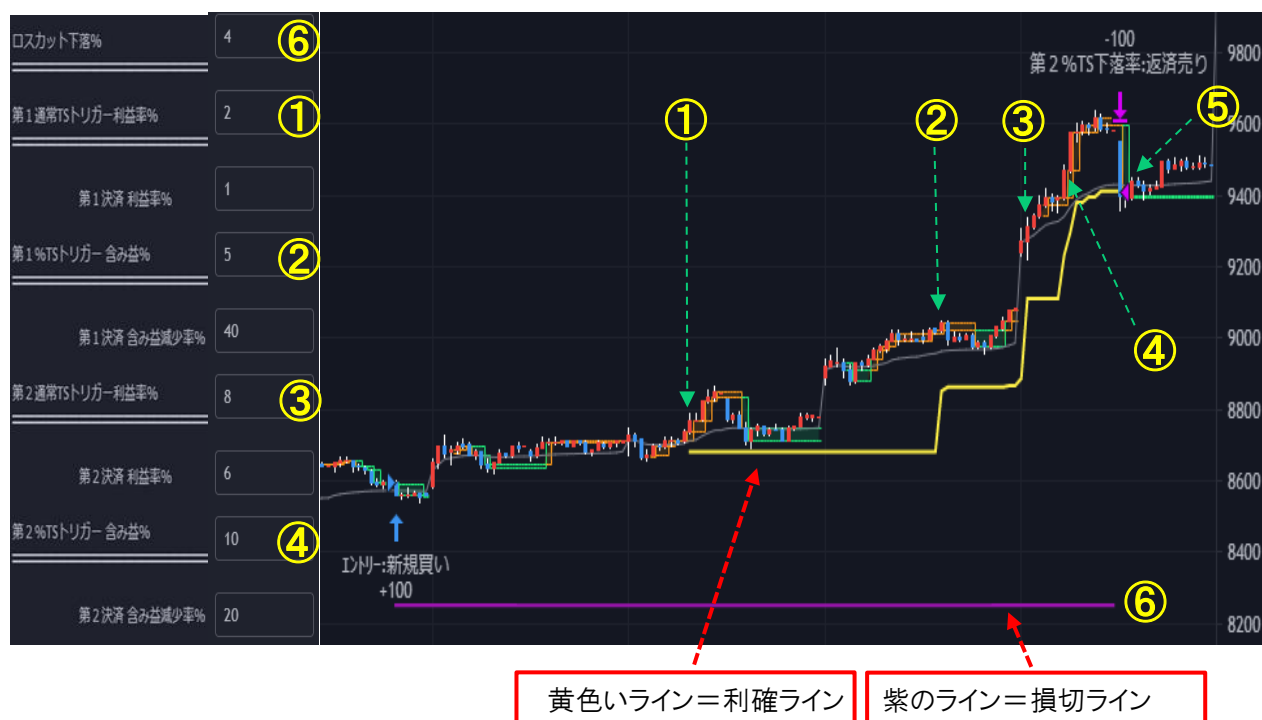 ロスカット下落%
4
⑥
第1通常TSトリガー利益率%
2
①
第1決済 利益率%
1
第1%TSトリガー 含み益%
5
②
第1決済 含み益減少率%
40
第2通常TSトリガー利益率%
8
③
第2決済 利益率%
6
第2%TSトリガー 含み益%
10
④
第2決済 含み益減少率%
20
-100
第2%TS下落率:返済売り
①
②
③
⑤
④
エントリー:新規買い
+100
⑥
9800
9600
9400
9200
9000
8800
8600
8400
8200
黄色いライン=利確ライン
紫のライン=損切ライン